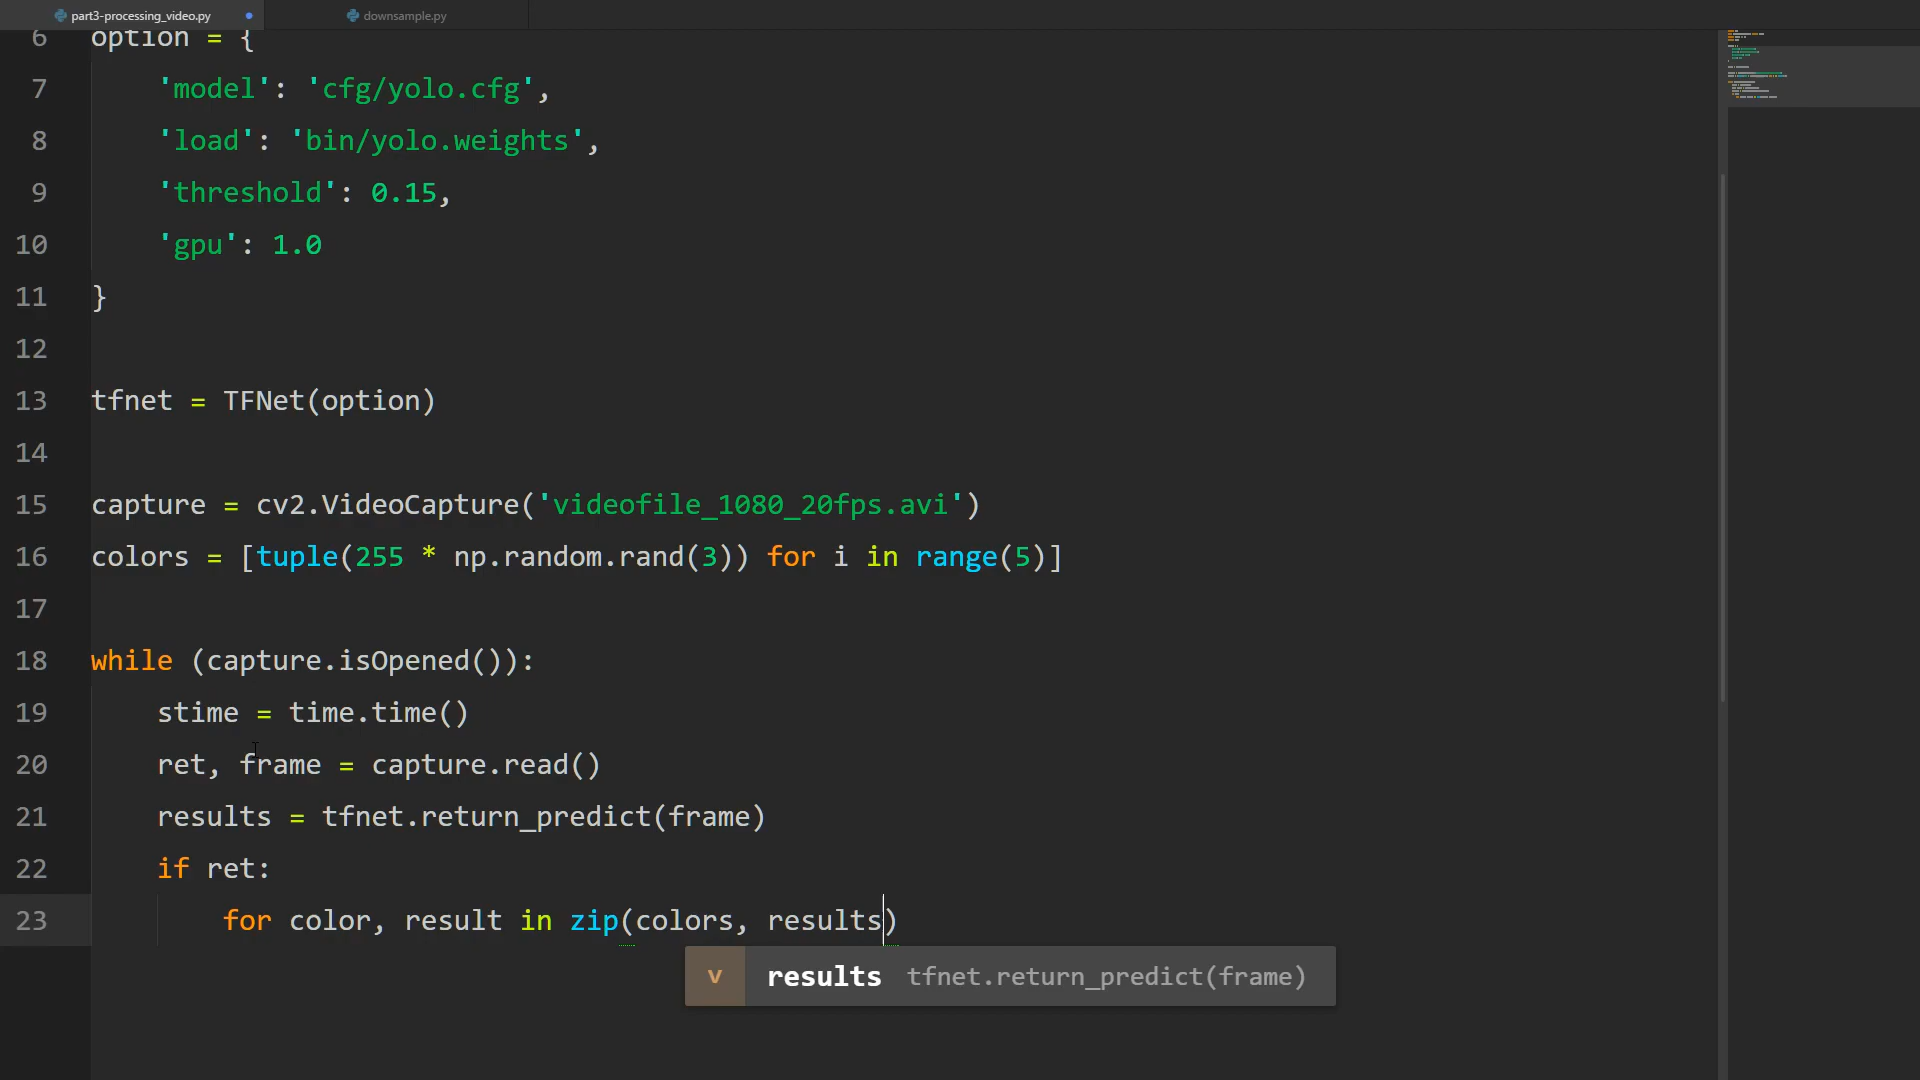 part3-processing_video.py downsample.py
6 option = {
7 'model': 'cfg/yolo.cfg',
8 'load': 'bin/yolo.weights',
9 'threshold': 0.15,
10 'gpu': 1.0
11 }
12
13 tfnet = TFNet(option)
14
15 capture = cv2.VideoCapture('videofile_1080_20fps.avi')
16 colors = [tuple(255 * np.random.rand(3)) for i in range(5)]
17
18 while (capture.isOpened()):
19 stime = time.time()
20 ret, frame = capture.read()
21 results = tfnet.return_predict(frame)
22 if ret:
23 for color, result in zip(colors, results)
v results tfnet.return_predict(frame)